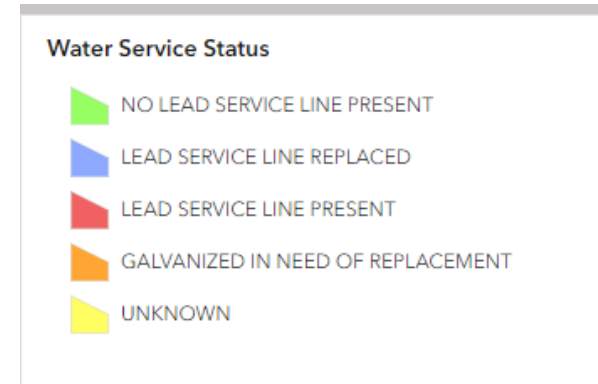 Water Service Status
NO LEAD SERVICE LINE PRESENT
LEAD SERVICE LINE REPLACED
LEAD SERVICE LINE PRESENT
GALVANIZED IN NEED OF REPLACEMENT
UNKNOWN